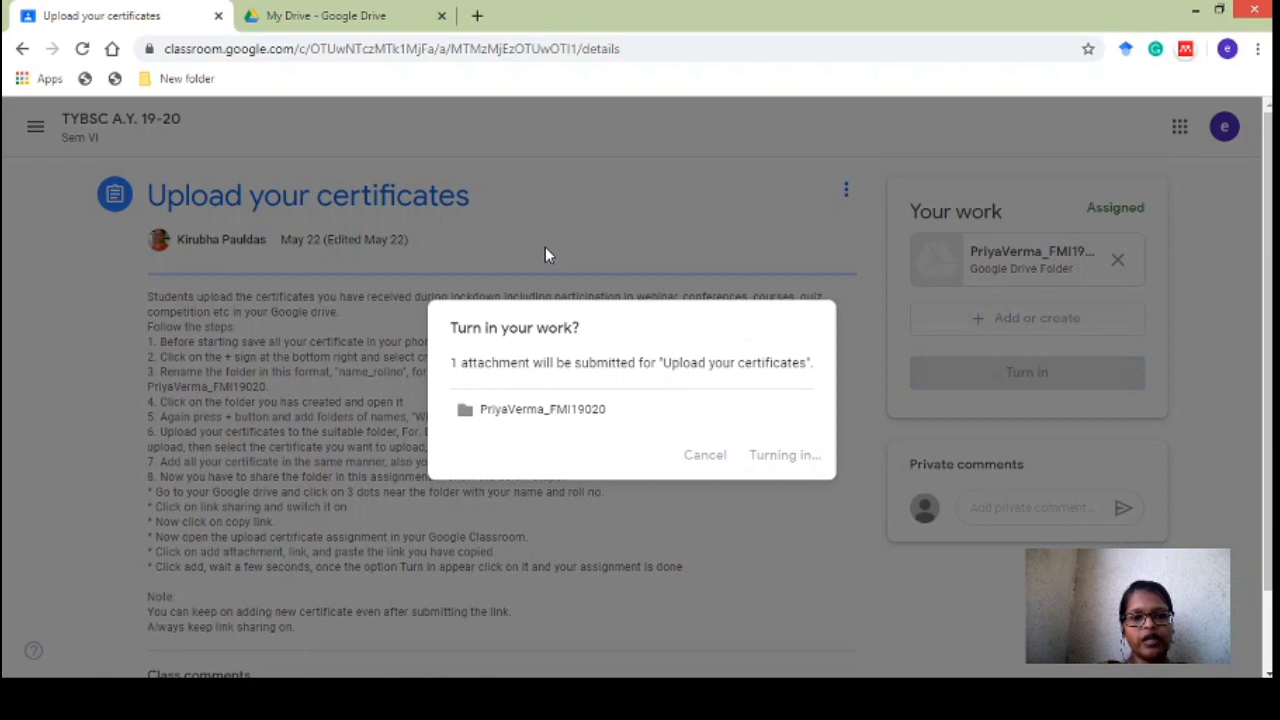 Upload your certificates
My Drive - Google Drive
classroom.google.com/c/OTUwNTczMTk1MjFa/a/MTMzMjEzOTUwOTI1/details
e
Apps
New folder
TYBSC A.Y. 19-20
Sem VI
e
Upload your certificates
Kirubha Pauldas May 22 (Edited May 22)
Students upload the certificates you have received during lockdown including participation in webinar, conferences, courses, quiz
competition etc in your Google drive.
Follow the steps:
1. Before starting save all your certificate in your pho
2. Click on the + sign at the bottom right and select cr
3. Rename the folder in this format, "name_rollno", for
PriyaVerma_FMI19020.
4. Click on the folder you has created and open it
5. Again press + button and add folders of names, "W
6. Upload your certificates to the suitable folder, For. E
upload, then select the certificate you want to upload,
7. Add all your certificate in the same manner, also yo
8. Now you have to share the folder in this assignment
* Go to your Google drive and click on 3 dots near the folder with your name and roll no.
* Click on link sharing and switch it on
* Now click on copy link.
* Now open the upload certificate assignment in your Google Classroom.
* Click on add attachment, link, and paste the link you have copied.
* Click add, wait a few seconds, once the option Turn in appear click on it and your assignment is done
Note:
You can keep on adding new certificate even after submitting the link.
Always keep link sharing on.
Class comments
Turn in your work?
1 attachment will be submitted for "Upload your certificates".
PriyaVerma_FMI19020
Cancel Turning in...
Your work Assigned
PriyaVerma_FMI19...
Google Drive Folder
+ Add or create
Turn in
Private comments
Add private comment...